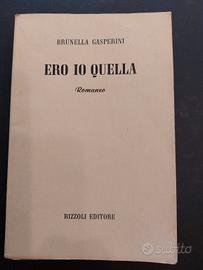 BRUNELLA GASPERINI
ERO IO QUELLA
Romanzo
RIZZOLI EDITORE
subito